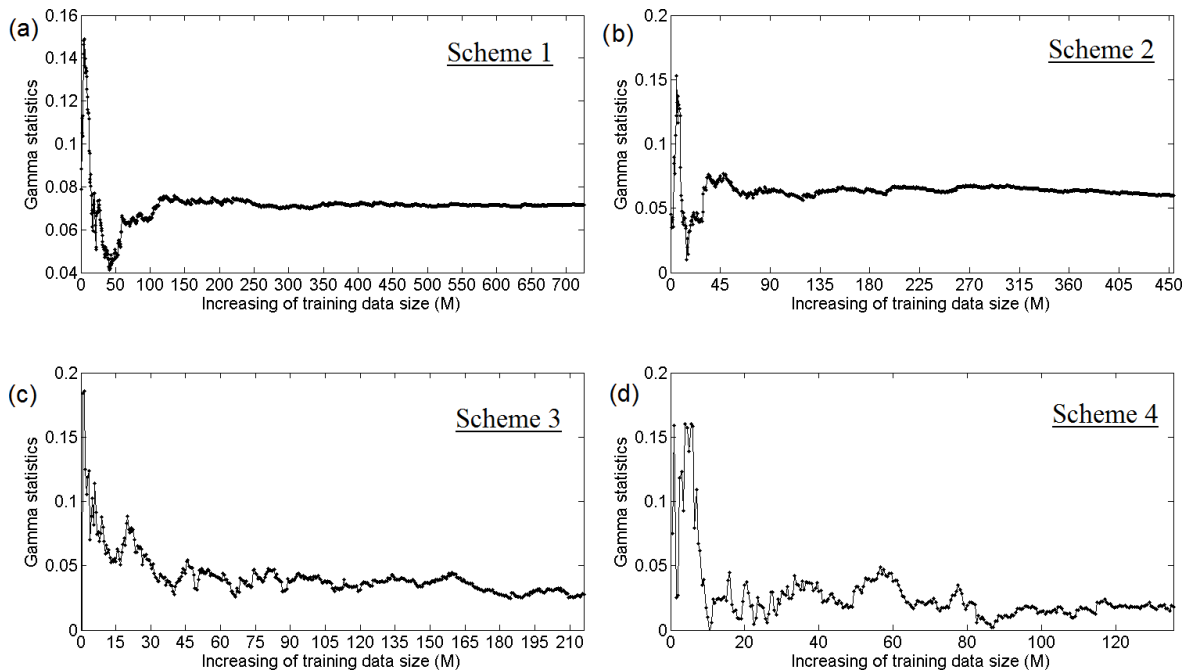 (a)
Scheme 1
Gamma statistics
0.16
0.14
0.12
0.1
0.08
0.06
0.04
0 50 100 150 200 250 300 350 400 450 500 550 600 650 700
Increasing of training data size (M)
(b)
Scheme 2
Gamma statistics
0.2
0.15
0.1
0.05
0
0 45 90 135 180 225 270 315 360 405 450
Increasing of training data size (M)
(c)
Scheme 3
Gamma statistics
0.2
0.15
0.1
0.05
0
0 15 30 45 60 75 90 105 120 135 150 165 180 195 210
Increasing of training data size (M)
(d)
Scheme 4
Gamma statistics
0.2
0.15
0.1
0.05
0
0 20 40 60 80 100 120
Increasing of training data size (M)